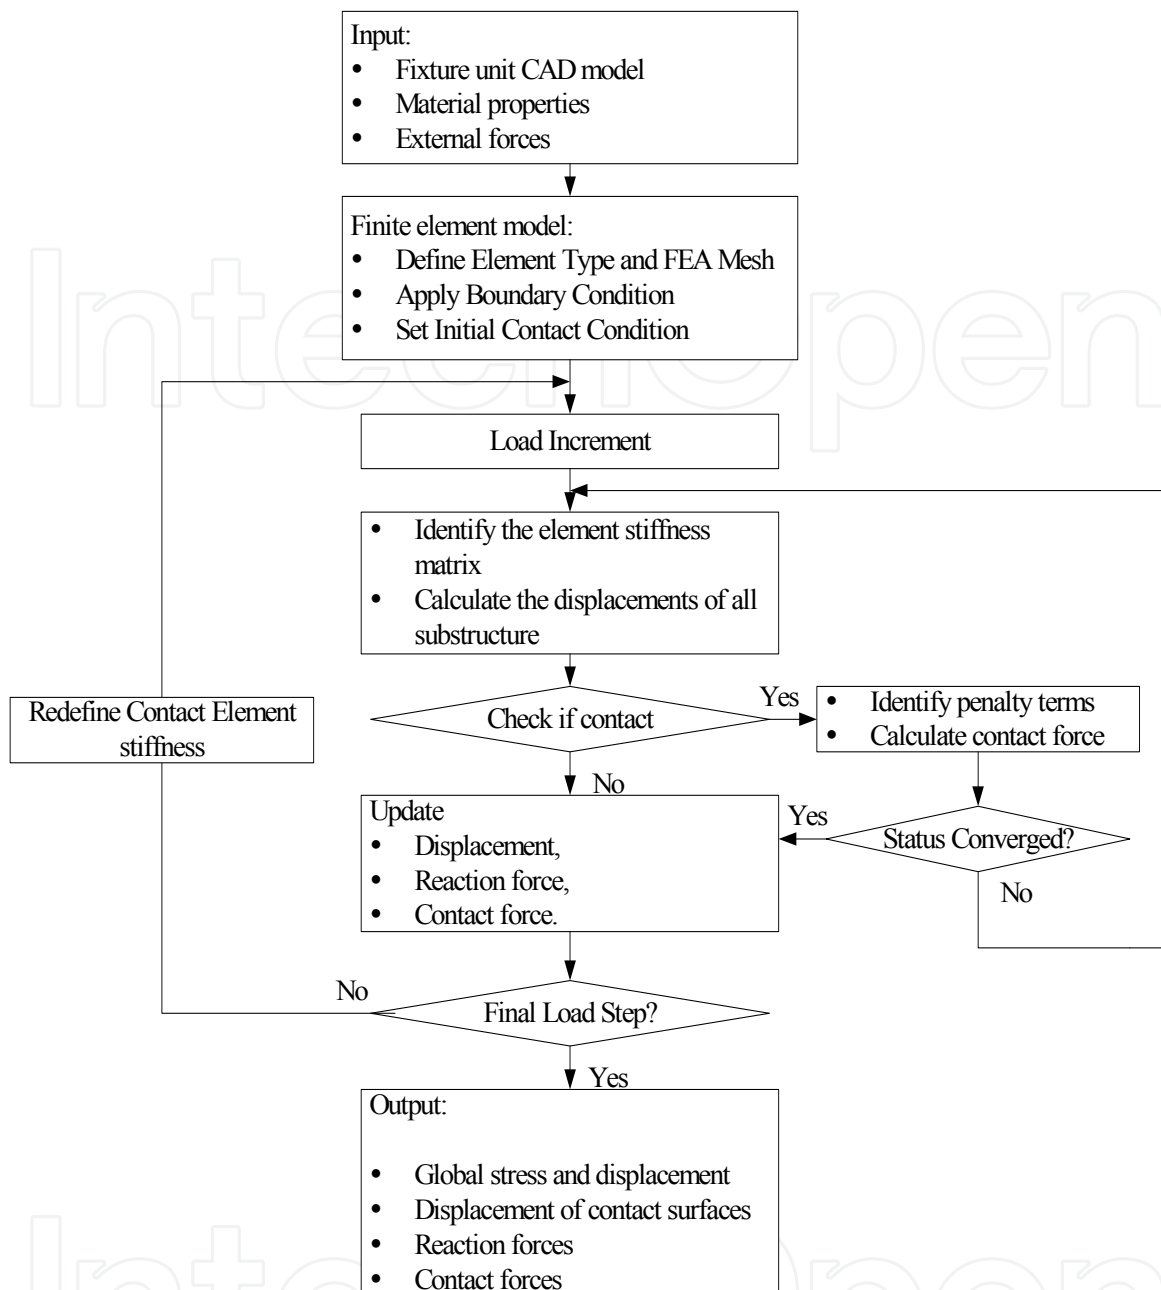 Input:
• Fixture unit CAD model
• Material properties
• External forces
Finite element model:
• Define Element Type and FEA Mesh
• Apply Boundary Condition
• Set Initial Contact Condition
Load Increment
• Identify the element stiffness
matrix
• Calculate the displacements of all
substructure
Redefine Contact Element
stiffness
Check if contact
Yes
• Identify penalty terms
• Calculate contact force
No
Update
• Displacement,
• Reaction force,
• Contact force.
Yes
Status Converged?
No
No
Final Load Step?
Yes
Output:
• Global stress and displacement
• Displacement of contact surfaces
• Reaction forces
• Contact forces
IntechOpen
IntechOpen